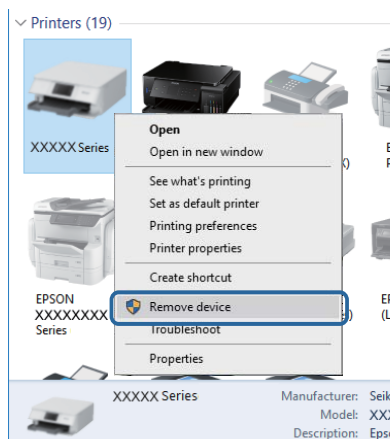 Printers (19)
XXXXX Series
Open
Open in new window
See what's printing
Set as default printer
Printing preferences
Printer properties
Create shortcut
Remove device
Troubleshoot
Properties
EPSON
XXXXXXXX
Series
XXXXX Series
Manufacturer:
Model:
Description: